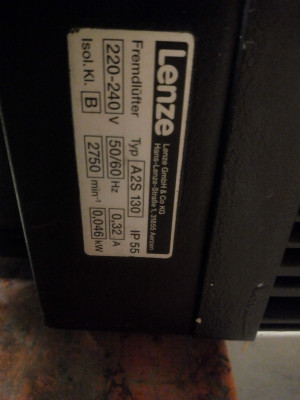 Lenze
Lenze GmbH & Co KG
Hans-Lenze-Straße 1, 31855 Aerzen
Fremdlüfter Typ A2S 130 IP 55
220-240 V 50/60 Hz 0,32 A
Isol. Kl. B 2750 min⁻¹ 0,046 kW